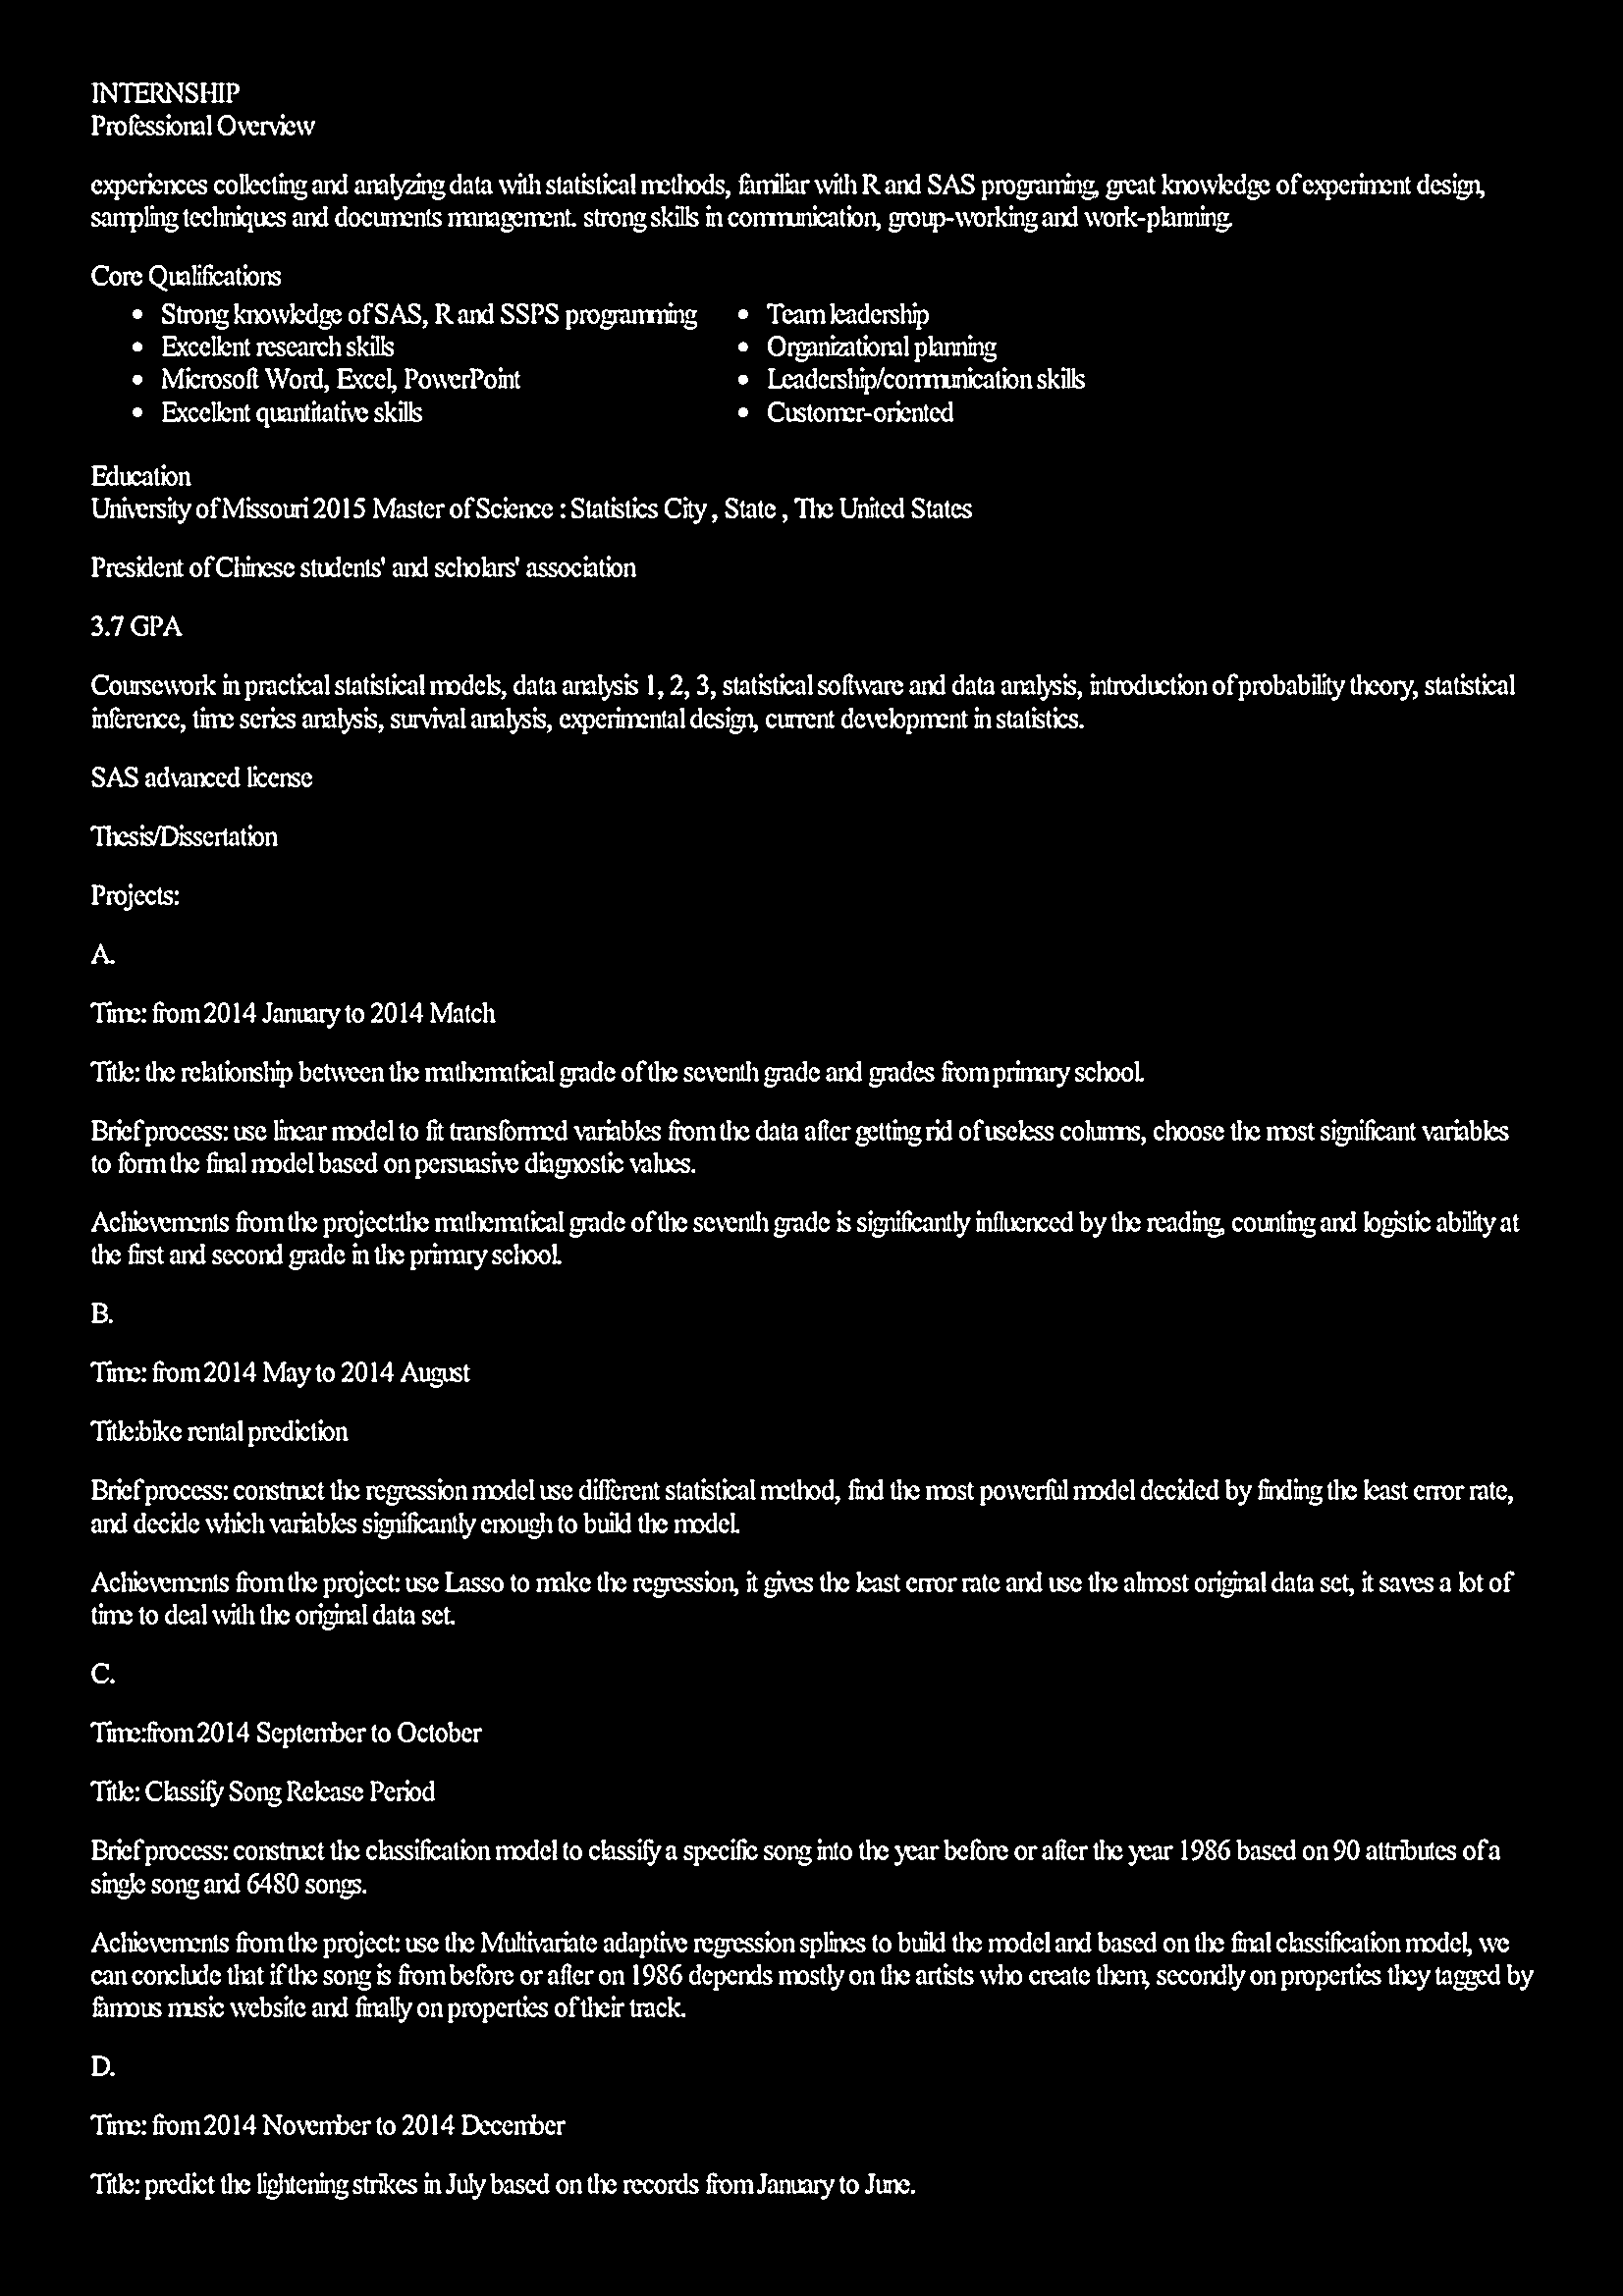 INTERNSHIP
Professional Overview
experiences collecting and analyzing data with statistical methods, familiar with R and SAS programing, great knowledge of experiment design,
sampling techniques and documents management. strong skills in communication, group-working and work-planning.
Core Qualifications
• Strong knowledge of SAS, R and SSPS programming
• Excellent research skills
• Microsoft Word, Excel, PowerPoint
• Excellent quantitative skills
• Team leadership
• Organizational planning
• Leadership/communication skills
• Customer-oriented
Education
University of Missouri 2015 Master of Science : Statistics City , State , The United States
President of Chinese students' and scholars' association
3.7 GPA
Coursework in practical statistical models, data analysis 1, 2, 3, statistical software and data analysis, introduction of probability theory, statistical
inference, time series analysis, survival analysis, experimental design, current development in statistics.
SAS advanced license
Thesis/Dissertation
Projects:
A.
Time: from 2014 January to 2014 Match
Title: the relationship between the mathematical grade of the seventh grade and grades from primary school.
Brief process: use linear model to fit transformed variables from the data after getting rid of useless columns, choose the most significant variables
to form the final model based on persuasive diagnostic values.
Achievements from the project:the mathematical grade of the seventh grade is significantly influenced by the reading, counting and logistic ability at
the first and second grade in the primary school.
B.
Time: from 2014 May to 2014 August
Title:bike rental prediction
Brief process: construct the regression model use different statistical method, find the most powerful model decided by finding the least error rate,
and decide which variables significantly enough to build the model.
Achievements from the project: use Lasso to make the regression, it gives the least error rate and use the almost original data set, it saves a lot of
time to deal with the original data set.
C.
Time:from 2014 September to October
Title: Classify Song Release Period
Brief process: construct the classification model to classify a specific song into the year before or after the year 1986 based on 90 attributes of a
single song and 6480 songs.
Achievements from the project: use the Multivariate adaptive regression splines to build the model and based on the final classification model, we
can conclude that if the song is from before or after on 1986 depends mostly on the artists who create them, secondly on properties they tagged by
famous music website and finally on properties of their track.
D.
Time: from 2014 November to 2014 December
Title: predict the lightening strikes in July based on the records from January to June.